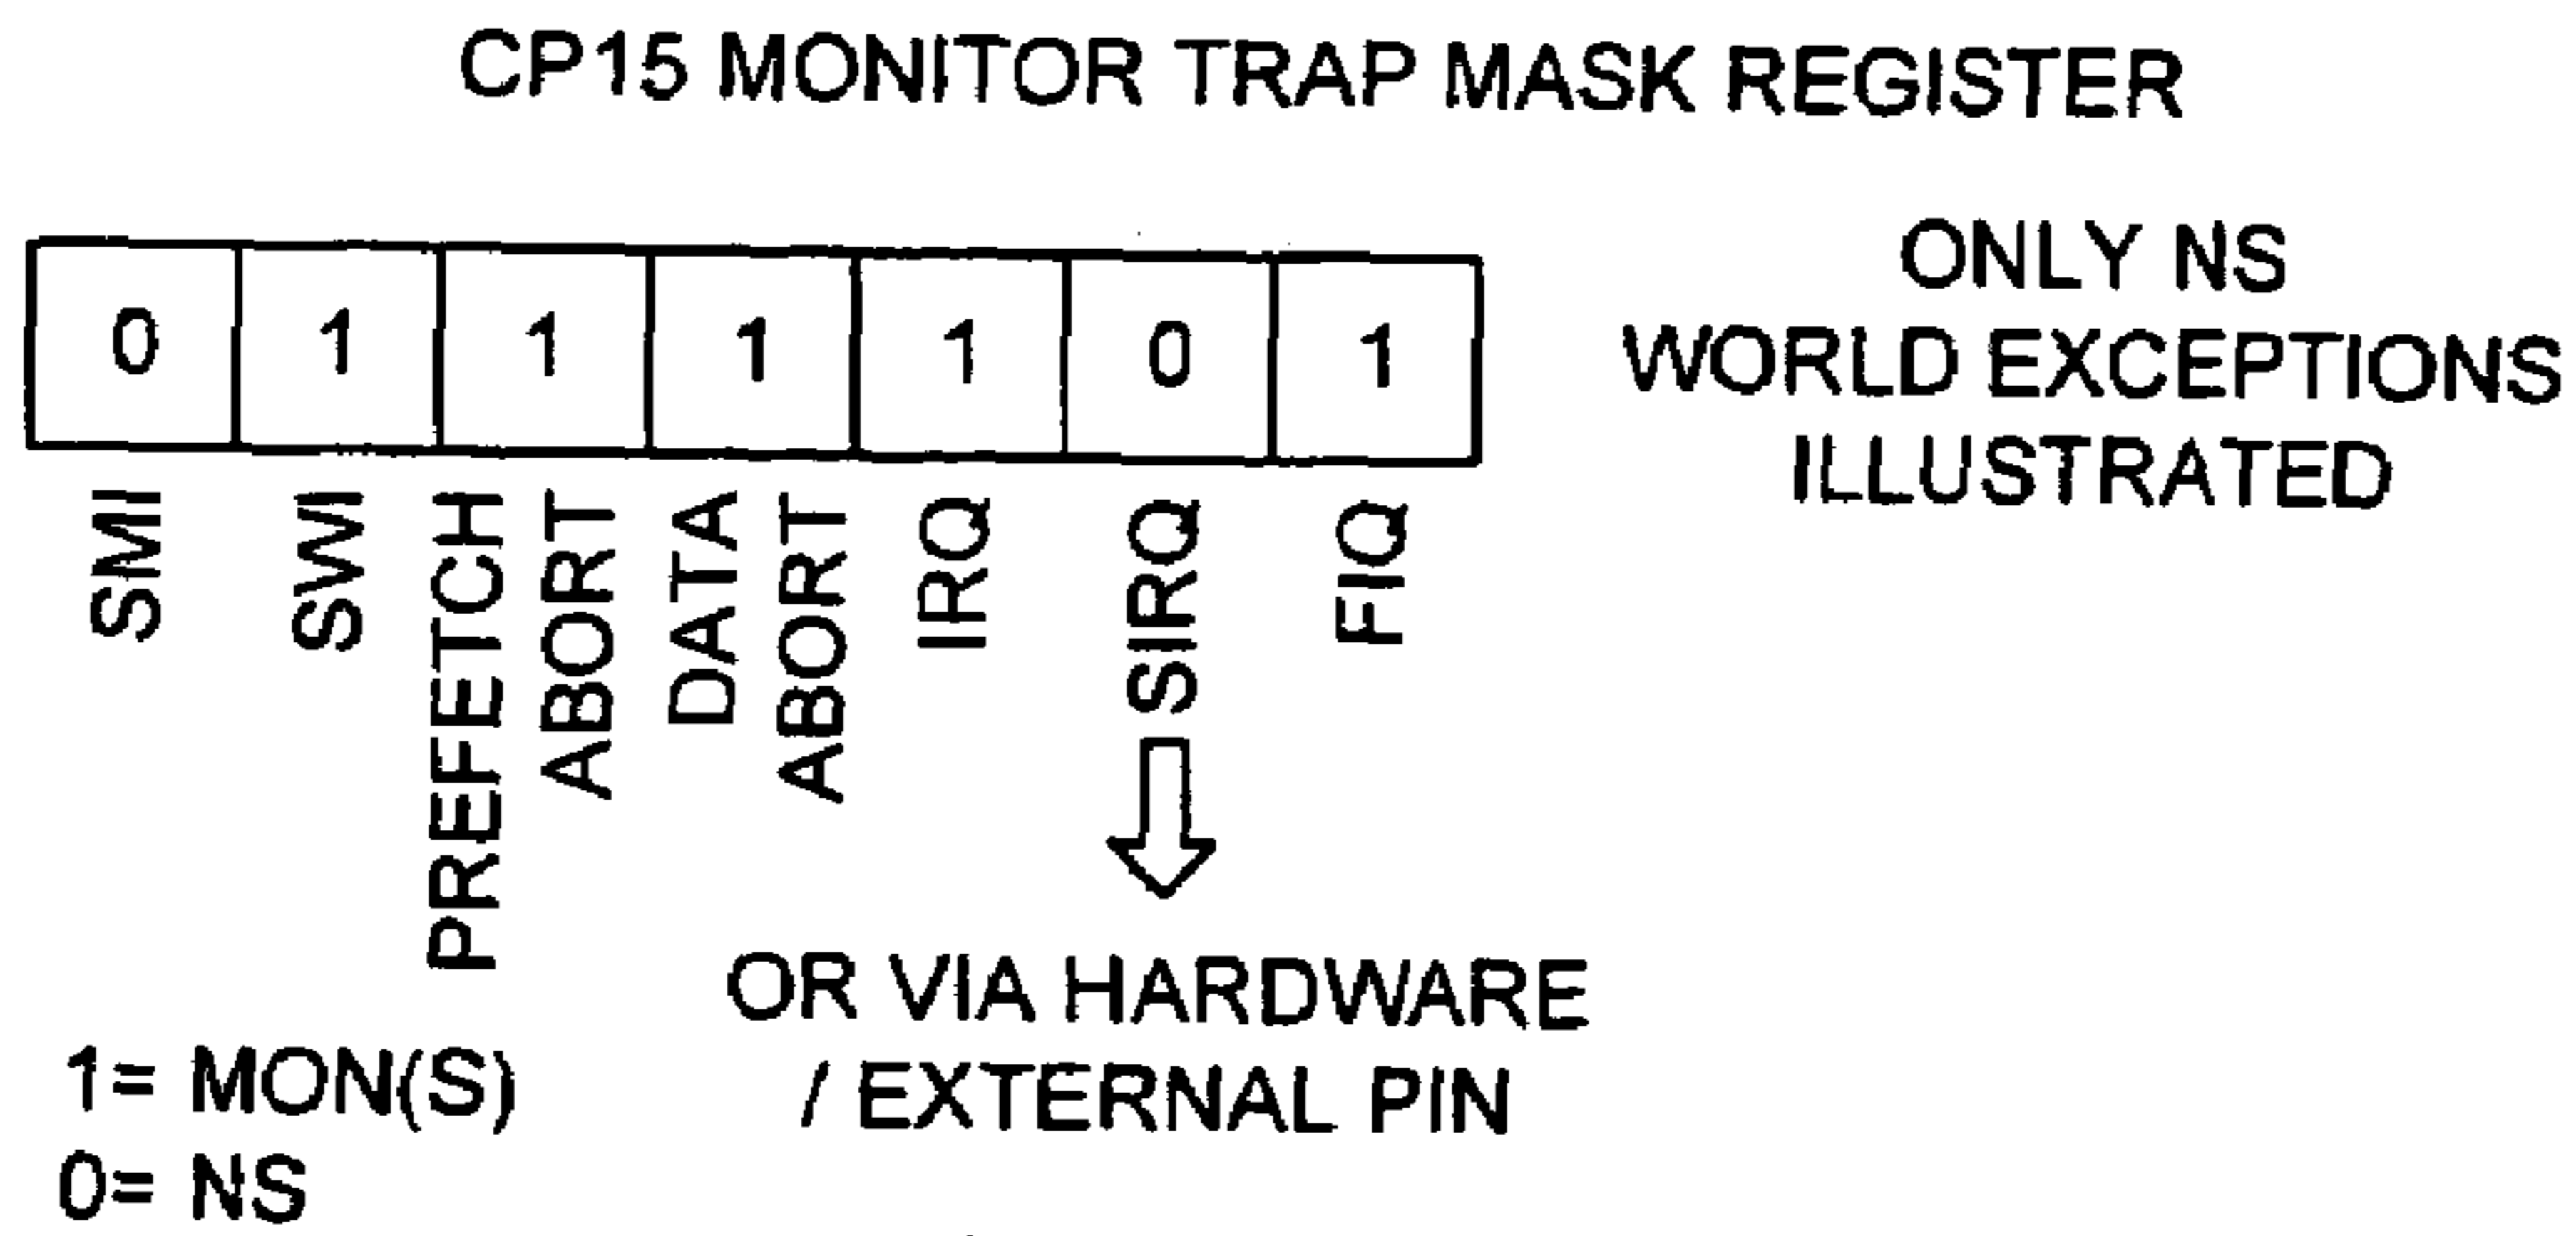 CP15 MONITOR TRAP MASK REGISTER
0 1 1 1 1 0 1
ONLY NS
WORLD EXCEPTIONS
ILLUSTRATED
SMI
SWI
PREFETCH
ABORT
DATA
ABORT
IRQ
SIRQ
FIQ
OR VIA HARDWARE
/ EXTERNAL PIN
1= MON(S)
0= NS